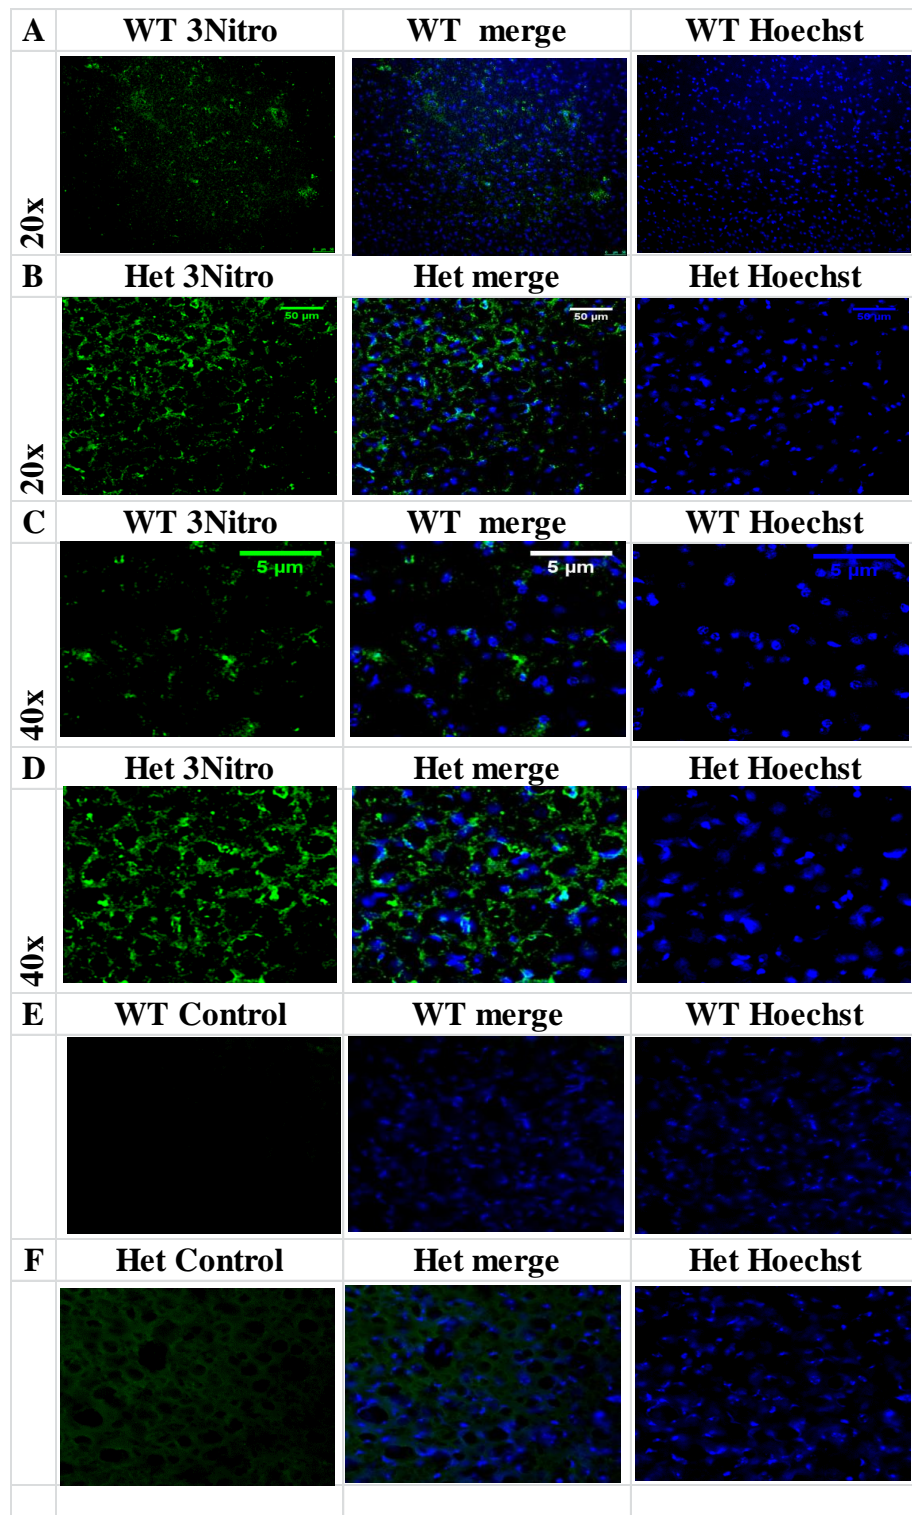 A WT 3Nitro WT merge WT Hoechst
20x
B Het 3Nitro Het merge Het Hoechst
50 µm 50 µm 50 µm
20x
C WT 3Nitro WT merge WT Hoechst
5 µm 5 µm 5 µm
40x
D Het 3Nitro Het merge Het Hoechst
40x
E WT Control WT merge WT Hoechst
F Het Control Het merge Het Hoechst